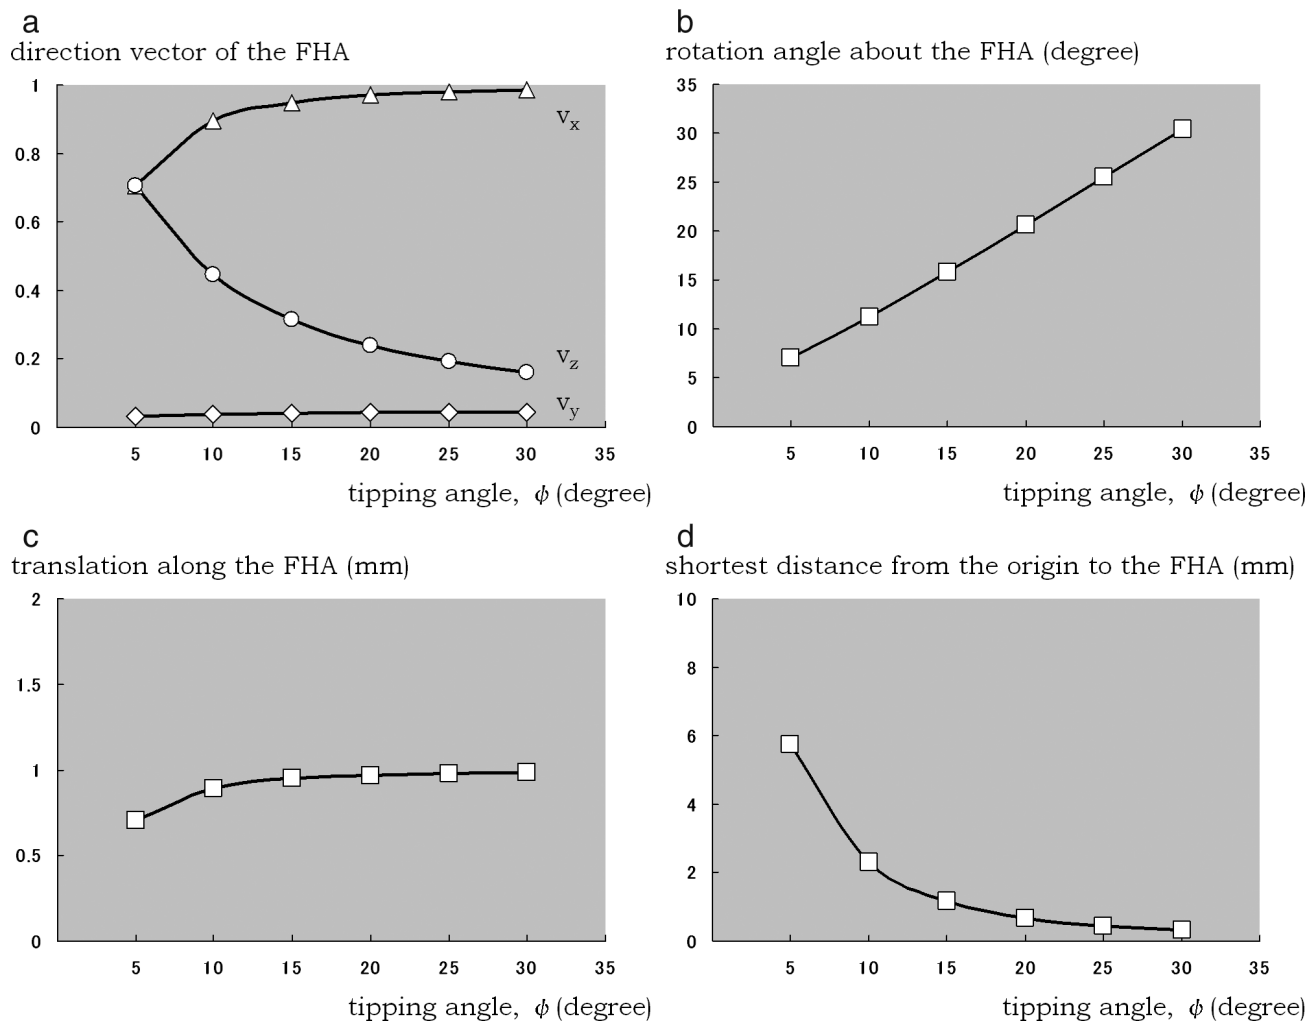 a
direction vector of the FHA
1
0.8
0.6
0.4
0.2
0
5 10 15 20 25 30 35
vx
vz
vy
tipping angle, ϕ (degree)
b
rotation angle about the FHA (degree)
35
30
25
20
15
10
5
0
5 10 15 20 25 30 35
tipping angle, ϕ (degree)
c
translation along the FHA (mm)
2
1.5
1
0.5
0
5 10 15 20 25 30 35
tipping angle, ϕ (degree)
d
shortest distance from the origin to the FHA (mm)
10
8
6
4
2
0
5 10 15 20 25 30 35
tipping angle, ϕ (degree)